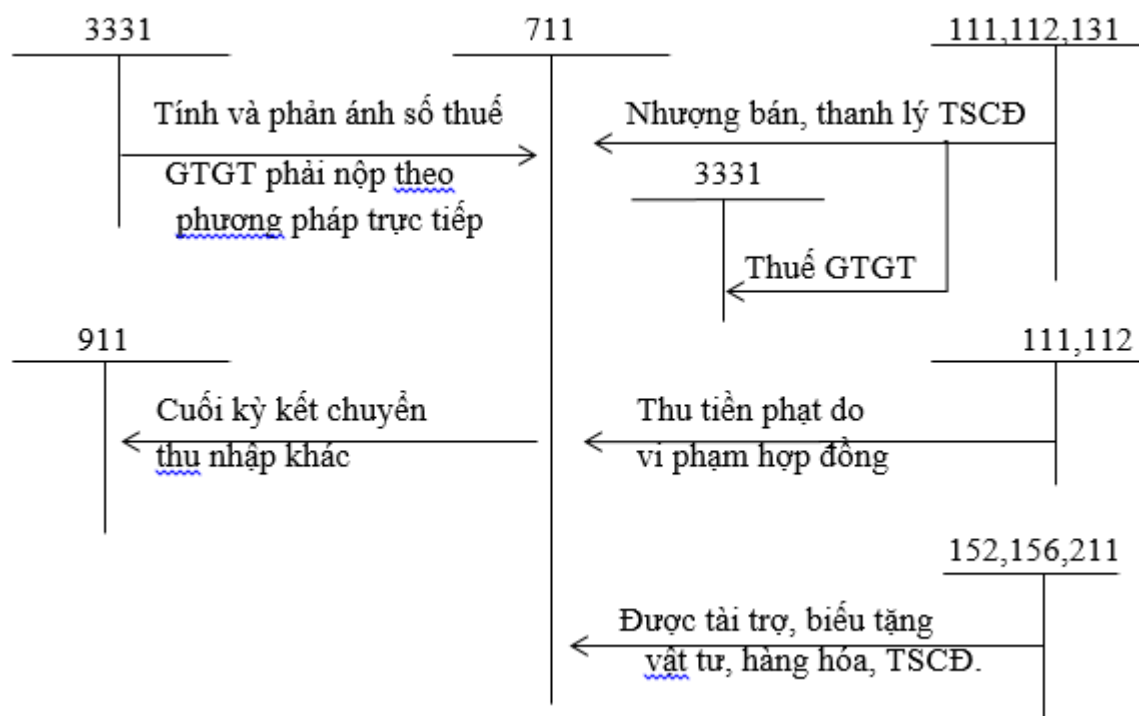 3331
711
111,112,131
Tính và phản ánh số thuế
GTGT phải nộp theo
phương pháp trực tiếp
Nhượng bán, thanh lý TSCĐ
3331
Thuế GTGT
911
111,112
Cuối kỳ kết chuyển
thu nhập khác
Thu tiền phạt do
vi phạm hợp đồng
152,156,211
Được tài trợ, biếu tặng
vật tư, hàng hóa, TSCĐ.